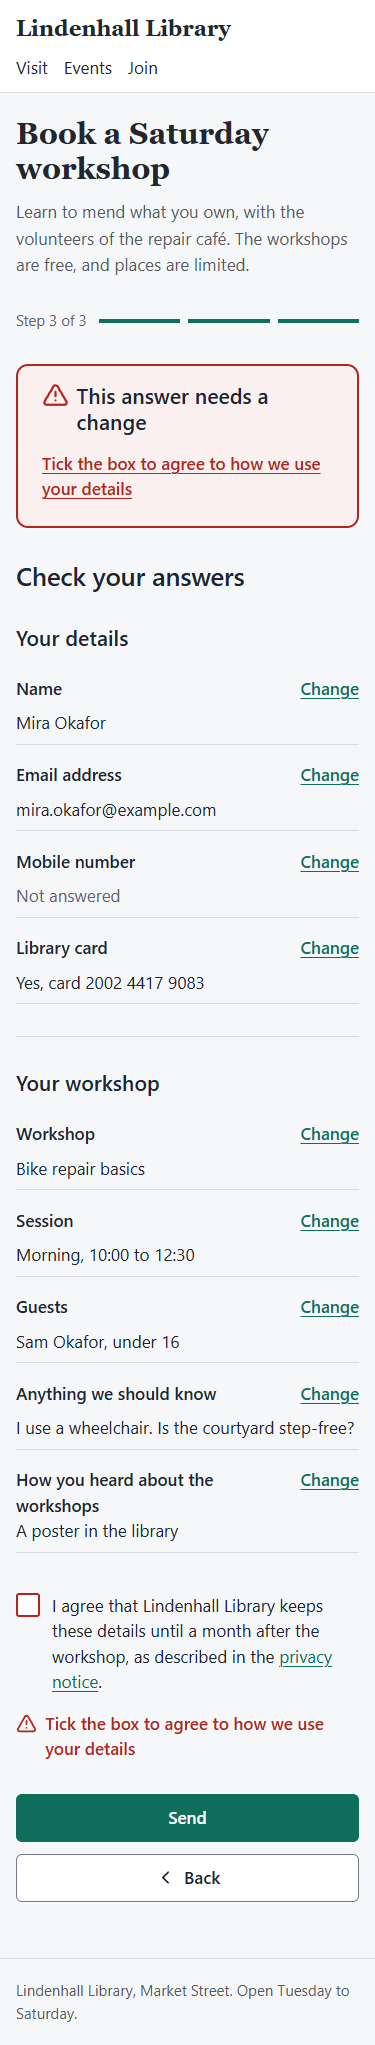 Lindenhall Library
Visit Events Join
Book a Saturday
workshop
Learn to mend what you own, with the
volunteers of the repair café. The workshops
are free, and places are limited.
Step 3 of 3
This answer needs a
change
Tick the box to agree to how we use
your details
Check your answers
Your details
Name Change
Mira Okafor
Email address Change
mira.okafor@example.com
Mobile number Change
Not answered
Library card Change
Yes, card 2002 4417 9083
Your workshop
Workshop Change
Bike repair basics
Session Change
Morning, 10:00 to 12:30
Guests Change
Sam Okafor, under 16
Anything we should know Change
I use a wheelchair. Is the courtyard step-free?
How you heard about the Change
workshops
A poster in the library
I agree that Lindenhall Library keeps
these details until a month after the
workshop, as described in the privacy
notice.
Tick the box to agree to how we use
your details
Send
Back
Lindenhall Library, Market Street. Open Tuesday to
Saturday.